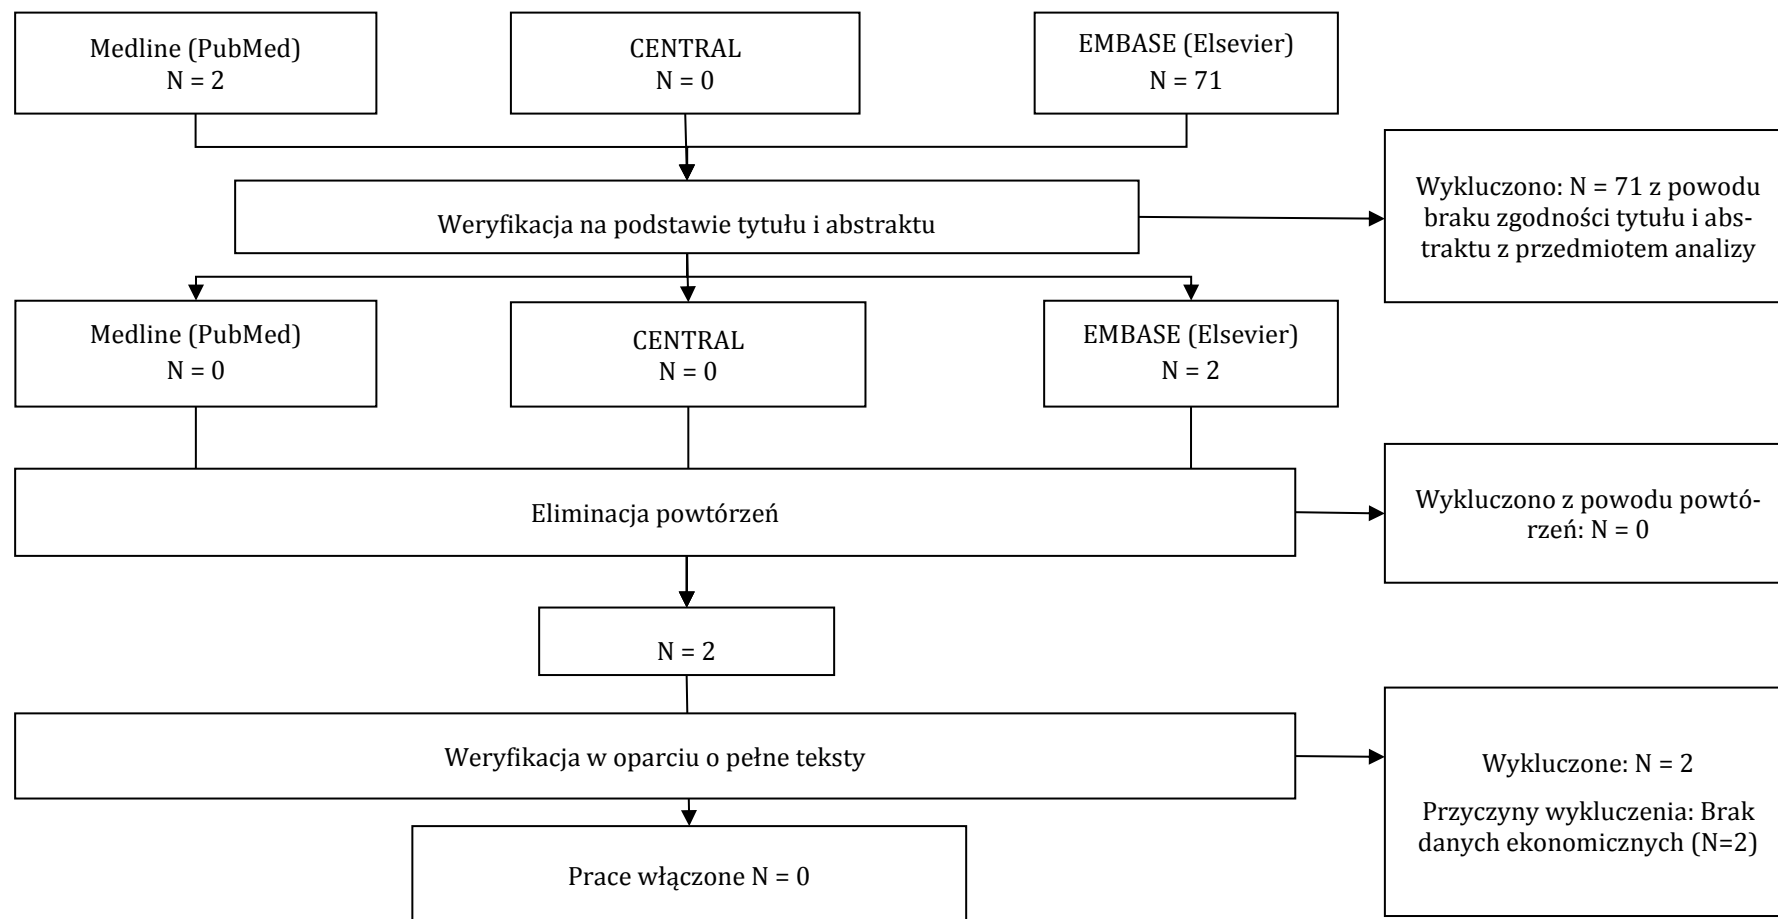 Medline (PubMed)
N = 2
CENTRAL
N = 0
EMBASE (Elsevier)
N = 71
Weryfikacja na podstawie tytułu i abstraktu
Wykluczono: N = 71 z powodu
braku zgodności tytułu i abs-
traktu z przedmiotem analizy
Medline (PubMed)
N = 0
CENTRAL
N = 0
EMBASE (Elsevier)
N = 2
Eliminacja powtórzeń
Wykluczono z powodu powtó-
rzeń: N = 0
N = 2
Weryfikacja w oparciu o pełne teksty
Wykluczone: N = 2
Przyczyny wykluczenia: Brak
danych ekonomicznych (N=2)
Prace włączone N = 0